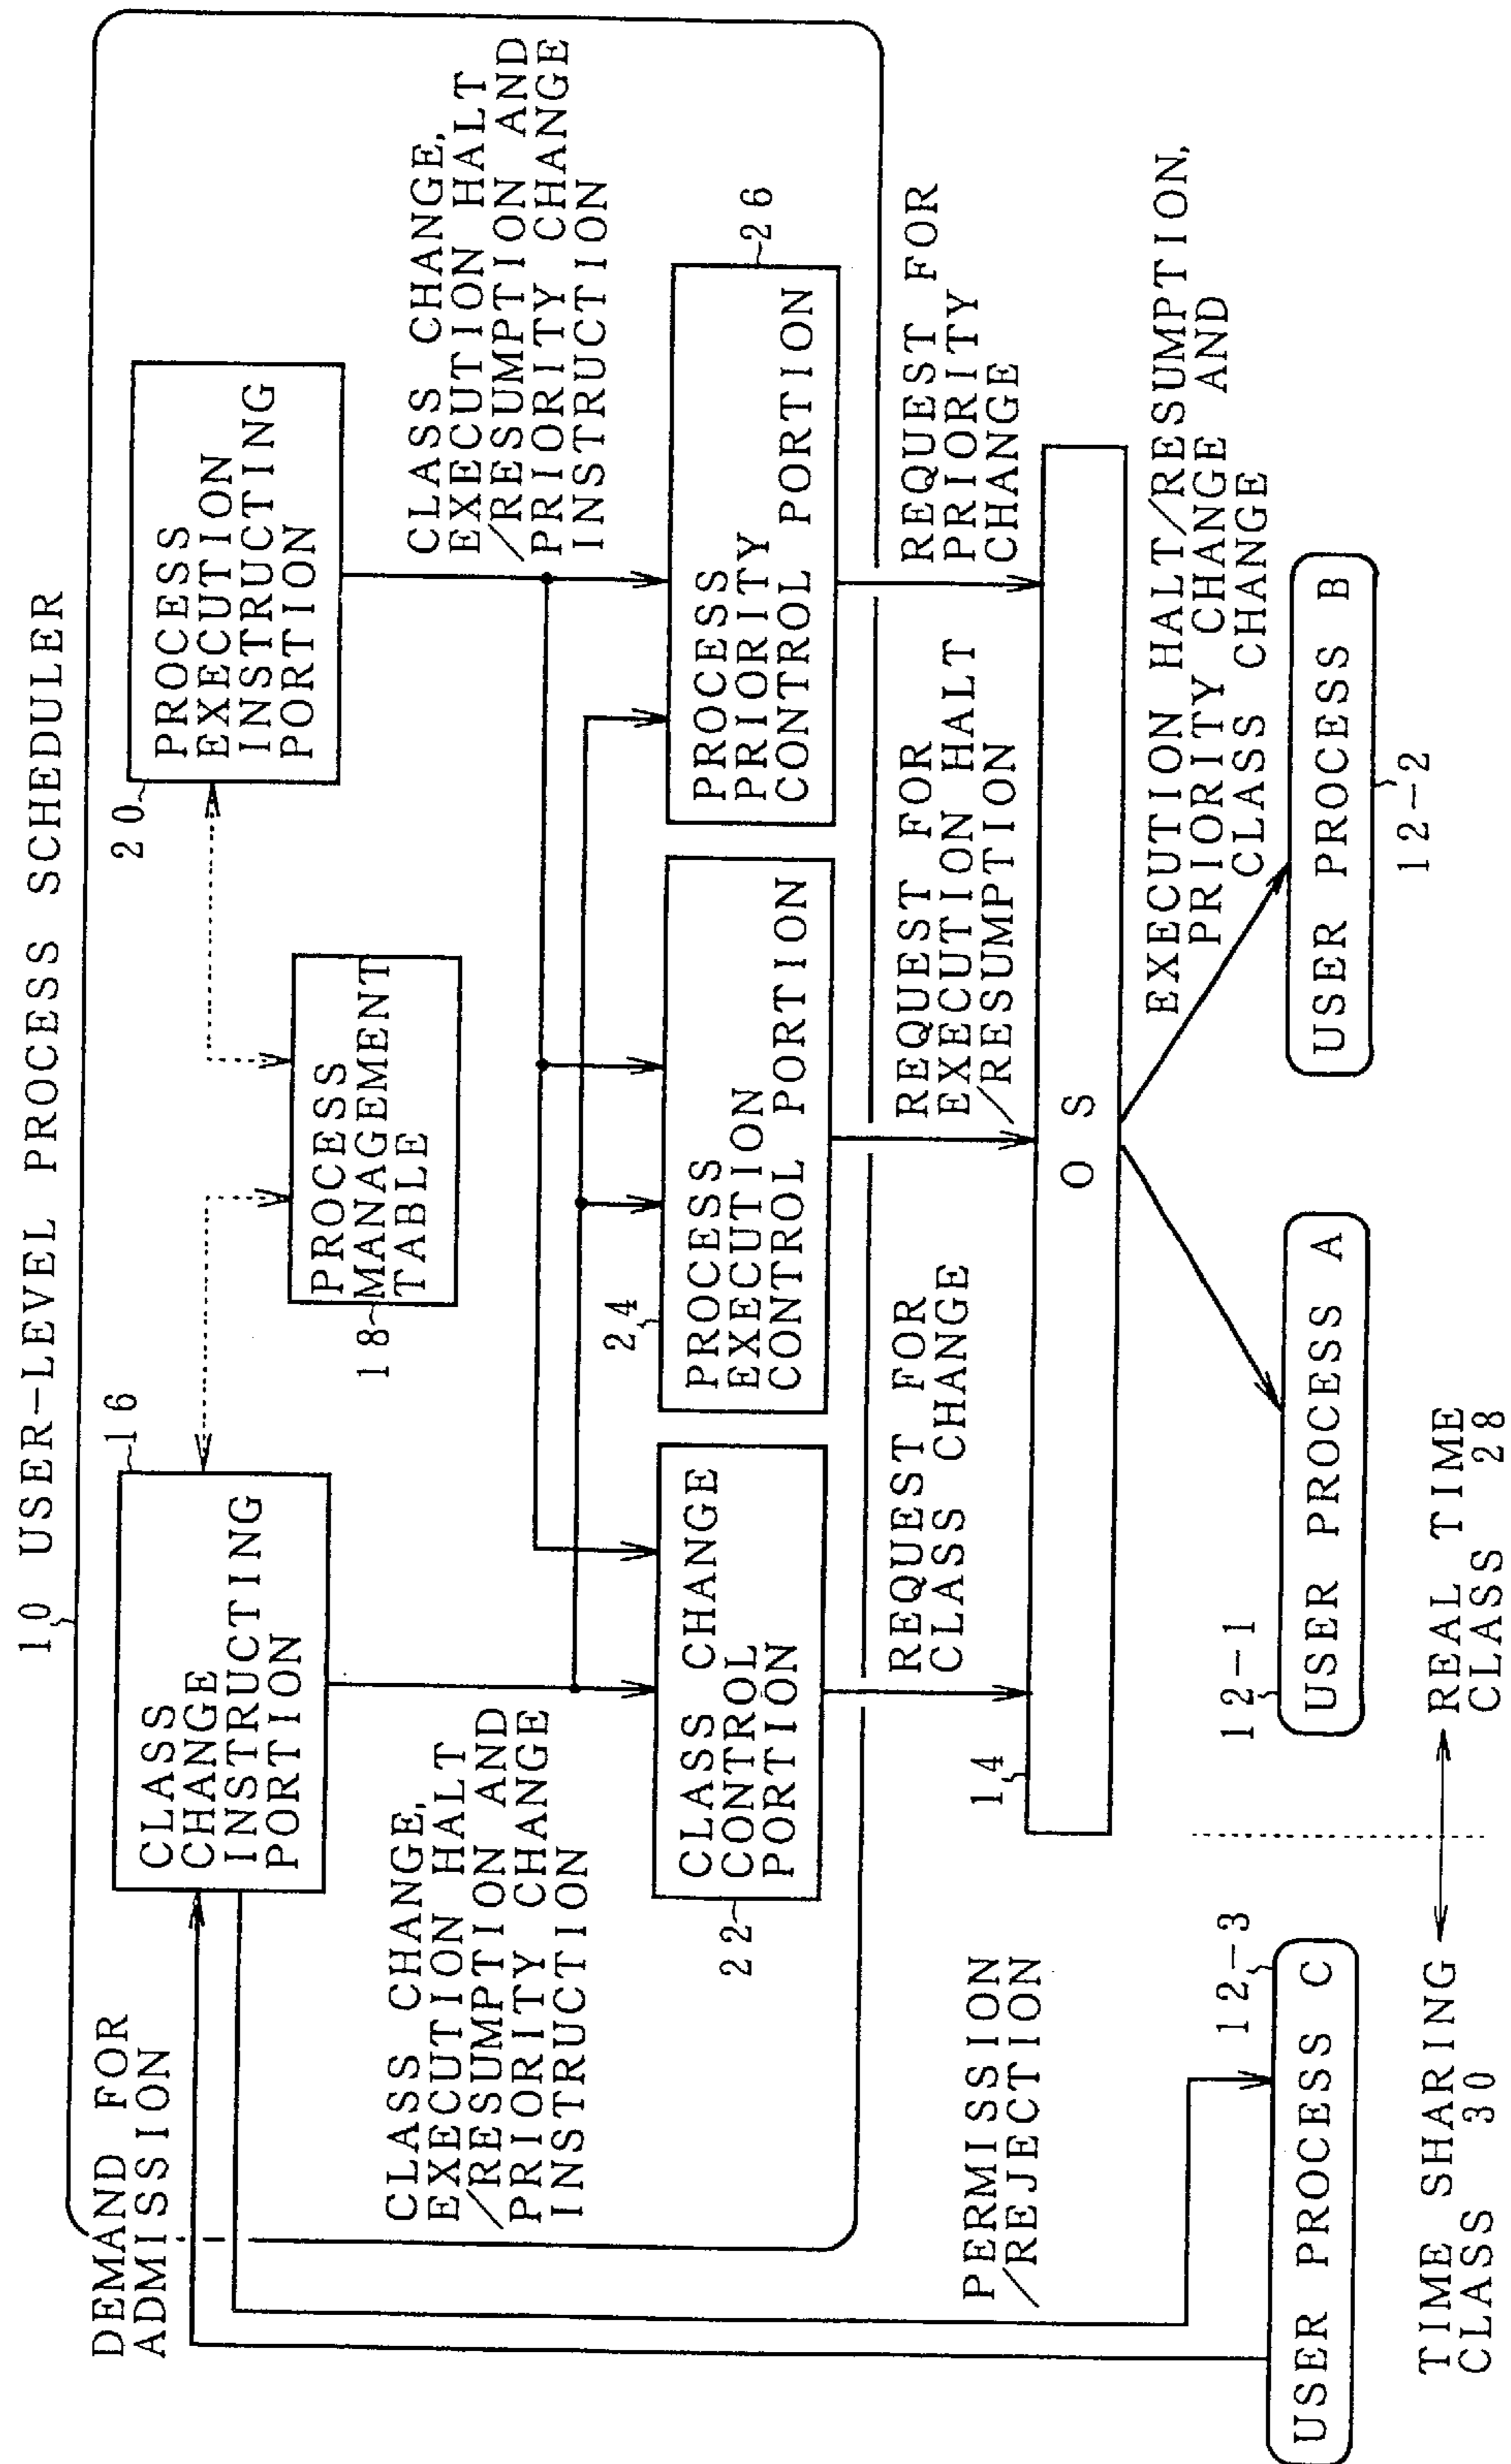 10 USER-LEVEL PROCESS SCHEDULER
DEMAND FOR
ADMISSION
16
CLASS
CHANGE
INSTRUCTING
PORTION
18
PROCESS
MANAGEMENT
TABLE
20
PROCESS
EXECUTION
INSTRUCTING
PORTION
CLASS CHANGE,
EXECUTION HALT
/RESUMPTION AND
PRIORITY CHANGE
INSTRUCTION
CLASS CHANGE,
EXECUTION HALT
/RESUMPTION AND
PRIORITY CHANGE
INSTRUCTION
22
CLASS CHANGE
CONTROL
PORTION
24
PROCESS
EXECUTION
CONTROL PORTION
26
PROCESS
PRIORITY
CONTROL PORTION
PERMISSION
/REJECTION
REQUEST FOR
CLASS CHANGE
REQUEST FOR
EXECUTION HALT
/RESUMPTION
REQUEST FOR
PRIORITY
CHANGE
14
OS
EXECUTION HALT/RESUMPTION,
PRIORITY CHANGE AND
CLASS CHANGE
12-3
USER PROCESS C
12-1
USER PROCESS A
USER PROCESS B
12-2
TIME SHARING
CLASS 30
REAL TIME
CLASS 28